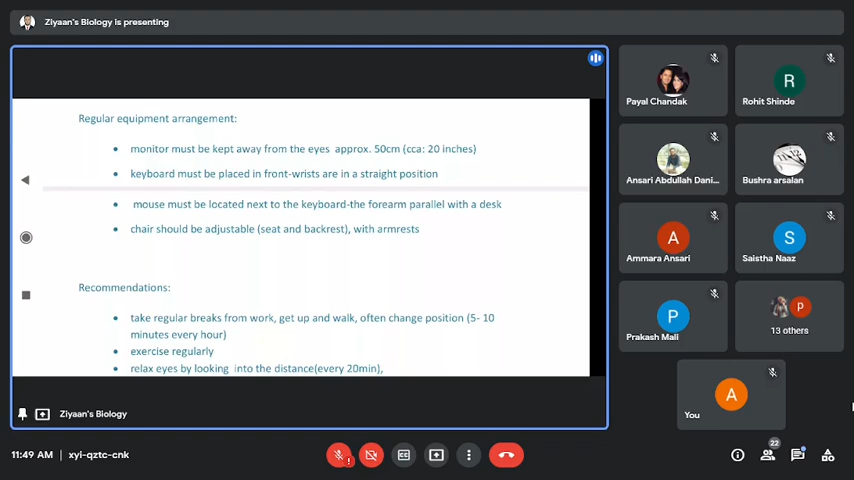 Ziyaan's Biology is presenting
Regular equipment arrangement:
• monitor must be kept away from the eyes approx. 50cm (cca: 20 inches)
• keyboard must be placed in front-wrists are in a straight position
• mouse must be located next to the keyboard-the forearm parallel with a desk
• chair should be adjustable (seat and backrest), with armrests
Recommendations:
• take regular breaks from work, get up and walk, often change position (5- 10
minutes every hour)
• exercise regularly
• relax eyes by looking into the distance(every 20min),
Ziyaan's Biology
Payal Chandak
R
Rohit Shinde
Ansari Abdullah Dani...
Bushra arsalan
A
Ammara Ansari
S
Saistha Naaz
P
Prakash Mali
P
13 others
A
You
11:49 AM | xyi-qztc-cnk
22